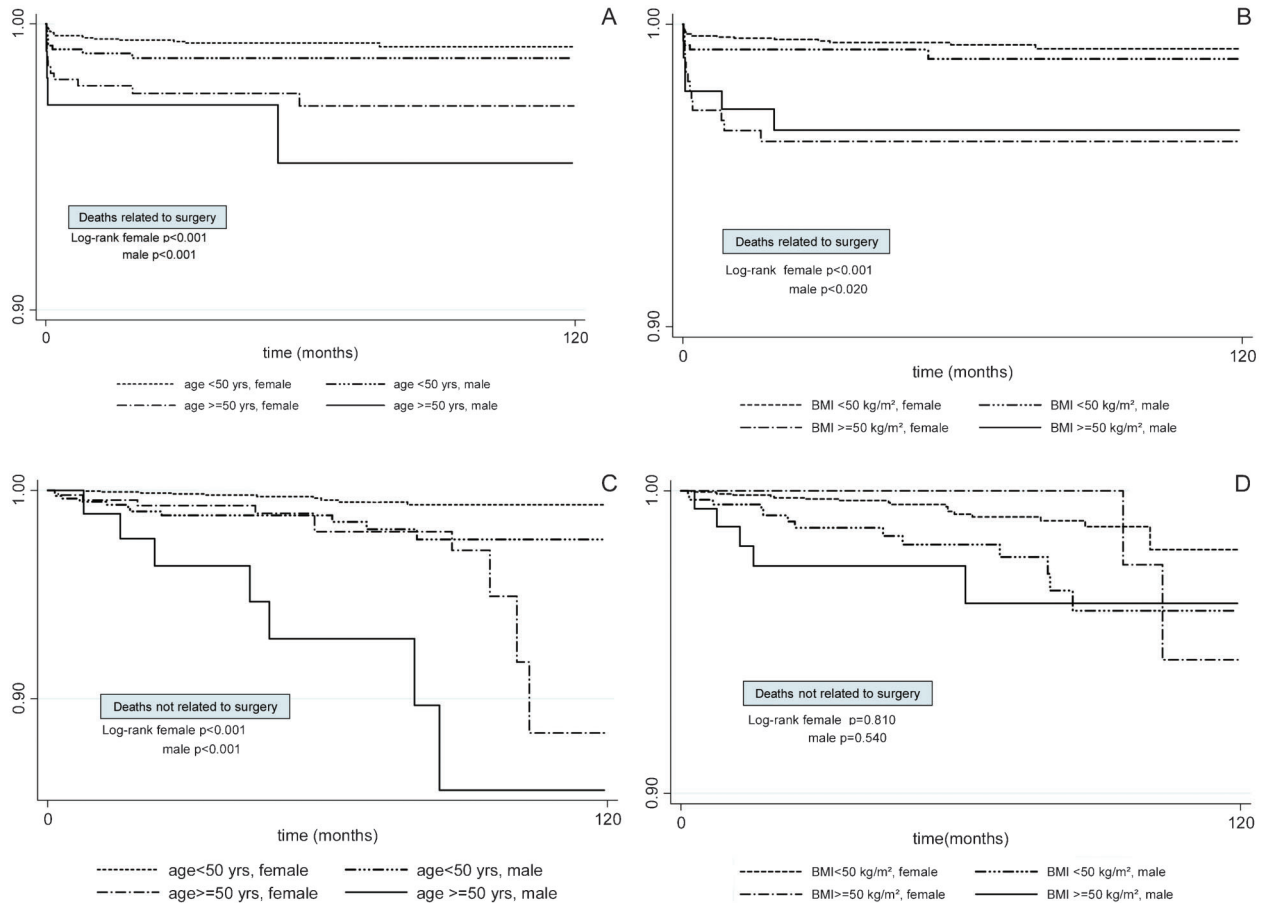 A
1.00
0.90
Deaths related to surgery
Log-rank female p<0.001
male p<0.001
0 120
time (months)
age <50 yrs, female age <50 yrs, male
age >=50 yrs, female age >=50 yrs, male
B
1.00
0.90
Deaths related to surgery
Log-rank female p<0.001
male p<0.020
0 120
time (months)
BMI <50 kg/m², female BMI <50 kg/m², male
BMI >=50 kg/m², female BMI >=50 kg/m², male
C
1.00
0.90
Deaths not related to surgery
Log-rank female p<0.001
male p<0.001
0 120
time (months)
age<50 yrs, female age<50 yrs, male
age>=50 yrs, female age >=50 yrs, male
D
1.00
0.90
Deaths not related to surgery
Log-rank female p=0.810
male p=0.540
0 120
time(months)
BMI<50 kg/m², female BMI <50 kg/m², male
BMI>=50 kg/m², female BMI >=50 kg/m², male